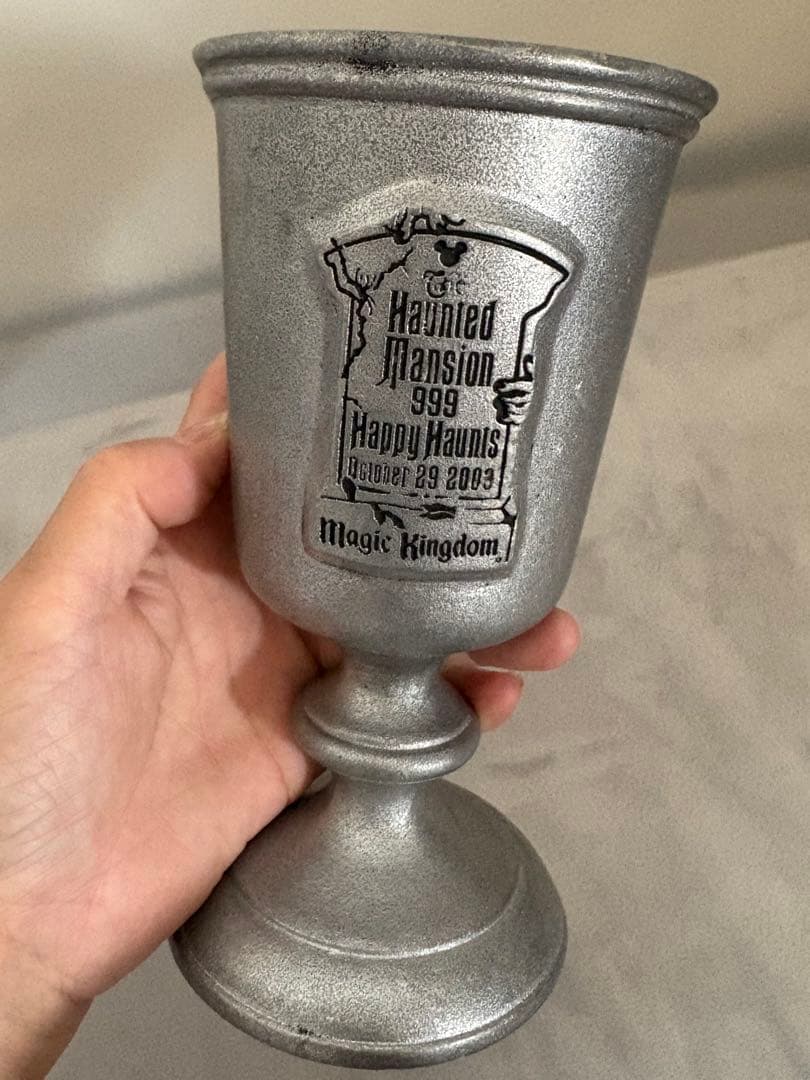 The
Haunted
Mansion
999
Happy Haunts
October 29 2003
Magic Kingdom